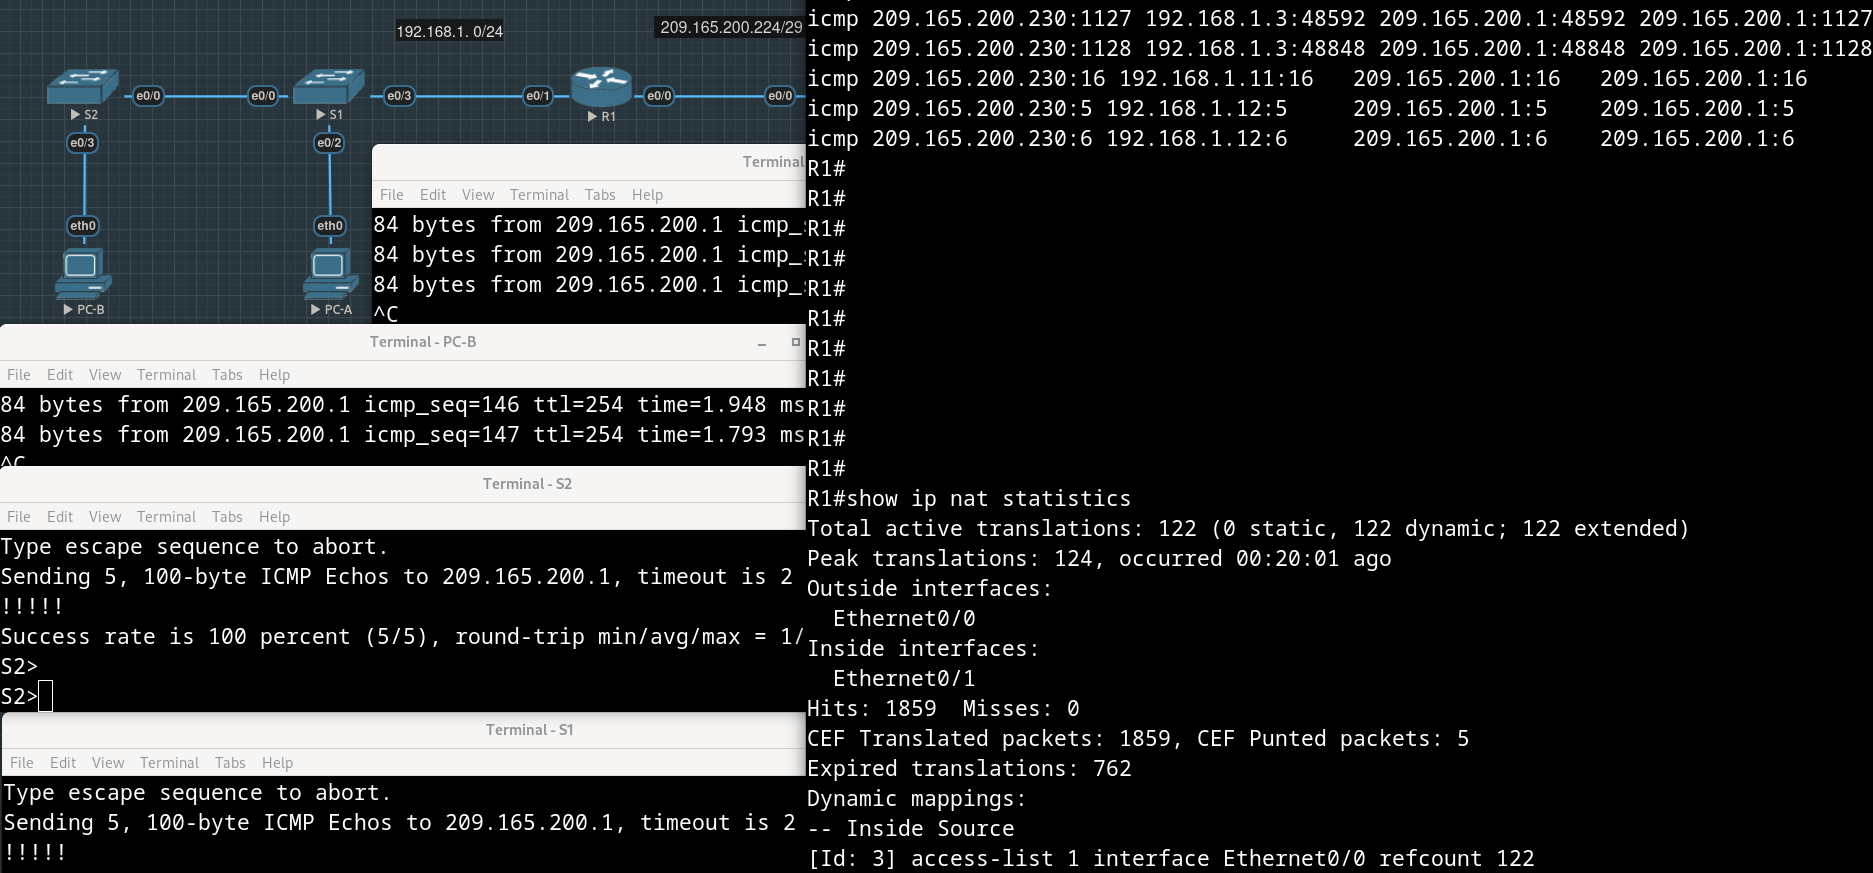 192.168.1. 0/24
209.165.200.224/29
e0/0
e0/0
e0/3
e0/1
e0/0
e0/0
S2
S1
R1
e0/3
e0/2
eth0
eth0
PC-B
PC-A
Terminal
File Edit View Terminal Tabs Help
84 bytes from 209.165.200.1 icmp_s
84 bytes from 209.165.200.1 icmp_s
84 bytes from 209.165.200.1 icmp_s
^C
Terminal - PC-B
File Edit View Terminal Tabs Help
84 bytes from 209.165.200.1 icmp_seq=146 ttl=254 time=1.948 ms
84 bytes from 209.165.200.1 icmp_seq=147 ttl=254 time=1.793 ms
^C
Terminal - S2
File Edit View Terminal Tabs Help
Type escape sequence to abort.
Sending 5, 100-byte ICMP Echos to 209.165.200.1, timeout is 2
!!!!!
Success rate is 100 percent (5/5), round-trip min/avg/max = 1/
S2>
S2>
Terminal - S1
File Edit View Terminal Tabs Help
Type escape sequence to abort.
Sending 5, 100-byte ICMP Echos to 209.165.200.1, timeout is 2
!!!!!
icmp 209.165.200.230:1127 192.168.1.3:48592 209.165.200.1:48592 209.165.200.1:1127
icmp 209.165.200.230:1128 192.168.1.3:48848 209.165.200.1:48848 209.165.200.1:1128
icmp 209.165.200.230:16 192.168.1.11:16 209.165.200.1:16 209.165.200.1:16
icmp 209.165.200.230:5 192.168.1.12:5 209.165.200.1:5 209.165.200.1:5
icmp 209.165.200.230:6 192.168.1.12:6 209.165.200.1:6 209.165.200.1:6
R1#
R1#
R1#
R1#
R1#
R1#
R1#
R1#
R1#
R1#
R1#
R1#show ip nat statistics
Total active translations: 122 (0 static, 122 dynamic; 122 extended)
Peak translations: 124, occurred 00:20:01 ago
Outside interfaces:
Ethernet0/0
Inside interfaces:
Ethernet0/1
Hits: 1859 Misses: 0
CEF Translated packets: 1859, CEF Punted packets: 5
Expired translations: 762
Dynamic mappings:
-- Inside Source
[Id: 3] access-list 1 interface Ethernet0/0 refcount 122